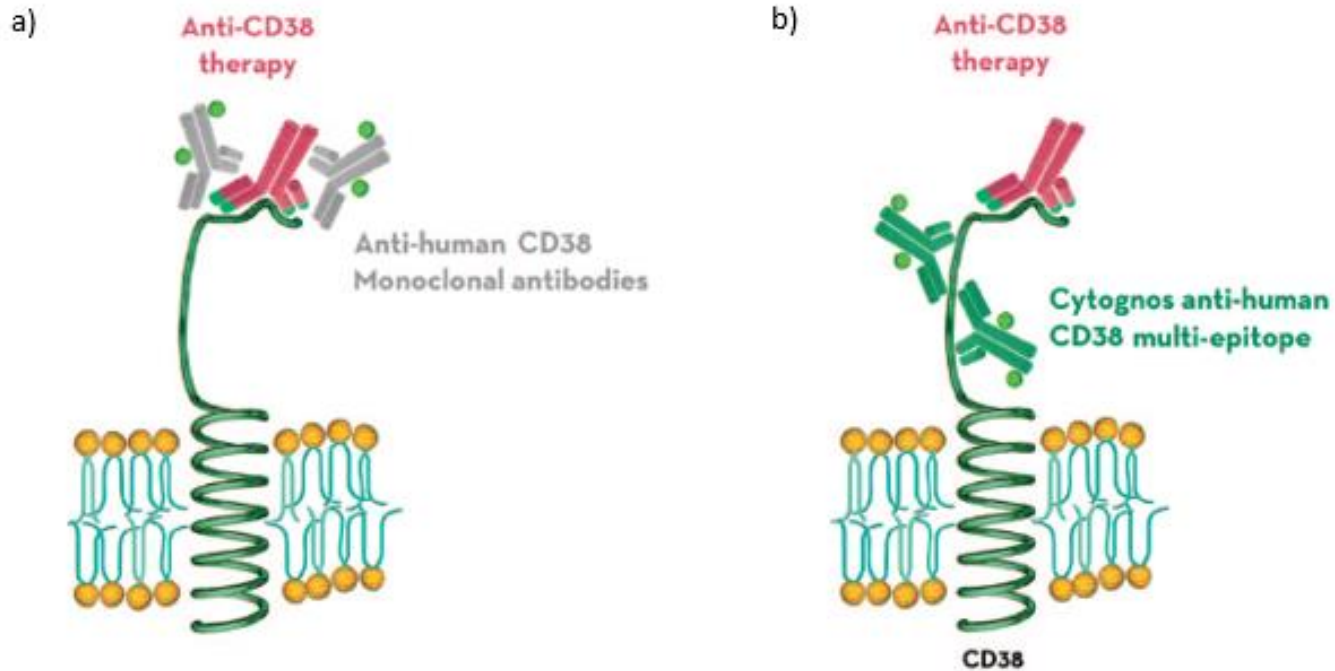 a)
Anti-CD38
therapy
Anti-human CD38
Monoclonal antibodies
b)
Anti-CD38
therapy
Cytognos anti-human
CD38 multi-epitope
CD38